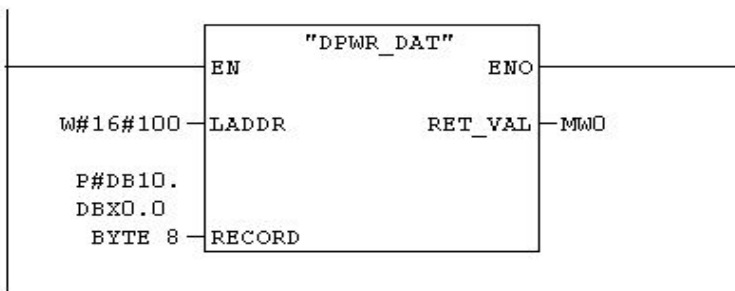 "DPWR_DAT"
EN ENO
W#16#100 LADDR RET_VAL MW0
P#DB10.
DBX0.0
BYTE 8 RECORD